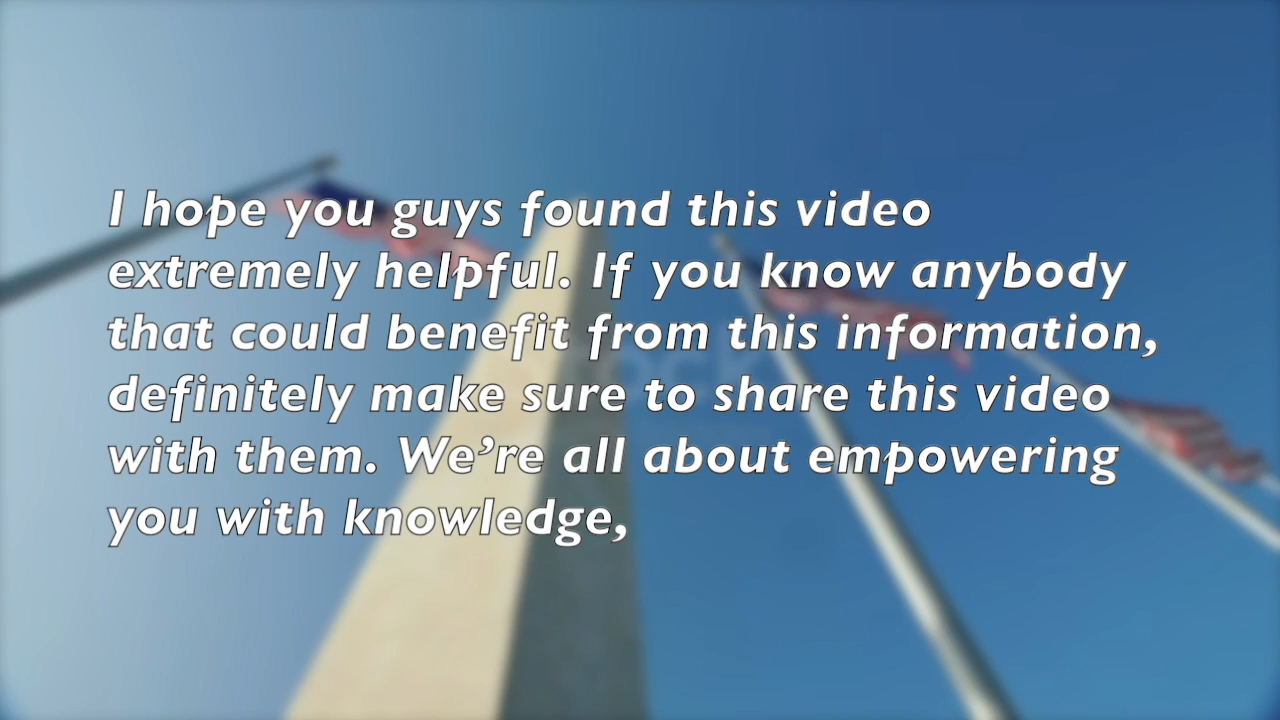 I hope you guys found this video
extremely helpful. If you know anybody
that could benefit from this information,
definitely make sure to share this video
with them. We’re all about empowering
you with knowledge,